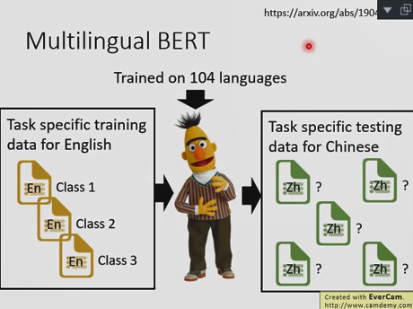 https://arxiv.org/abs/1904
Multilingual BERT
Trained on 104 languages
Task specific training
data for English
En
Class 1
En
Class 2
En
Class 3
Task specific testing
data for Chinese
Zh ?
Zh ?
Zh
Zh ?
Zh ?
Created with EverCam.
http://www.camdemy.com